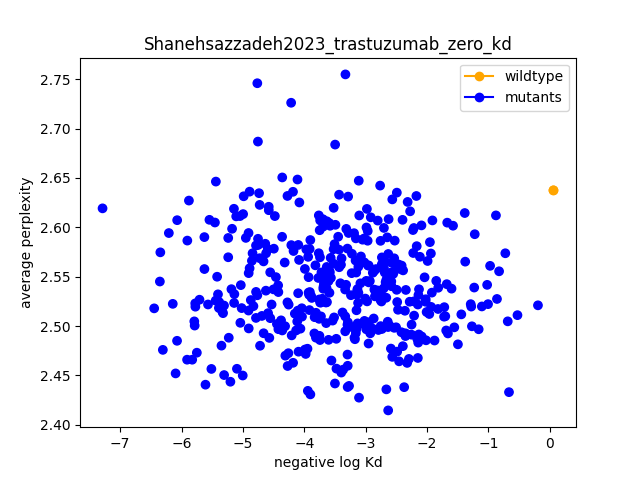 Shanehsazzadeh2023_trastuzumab_zero_kd
wildtype
mutants
average perplexity
2.75
2.70
2.65
2.60
2.55
2.50
2.45
2.40
−7 −6 −5 −4 −3 −2 −1 0
negative log Kd